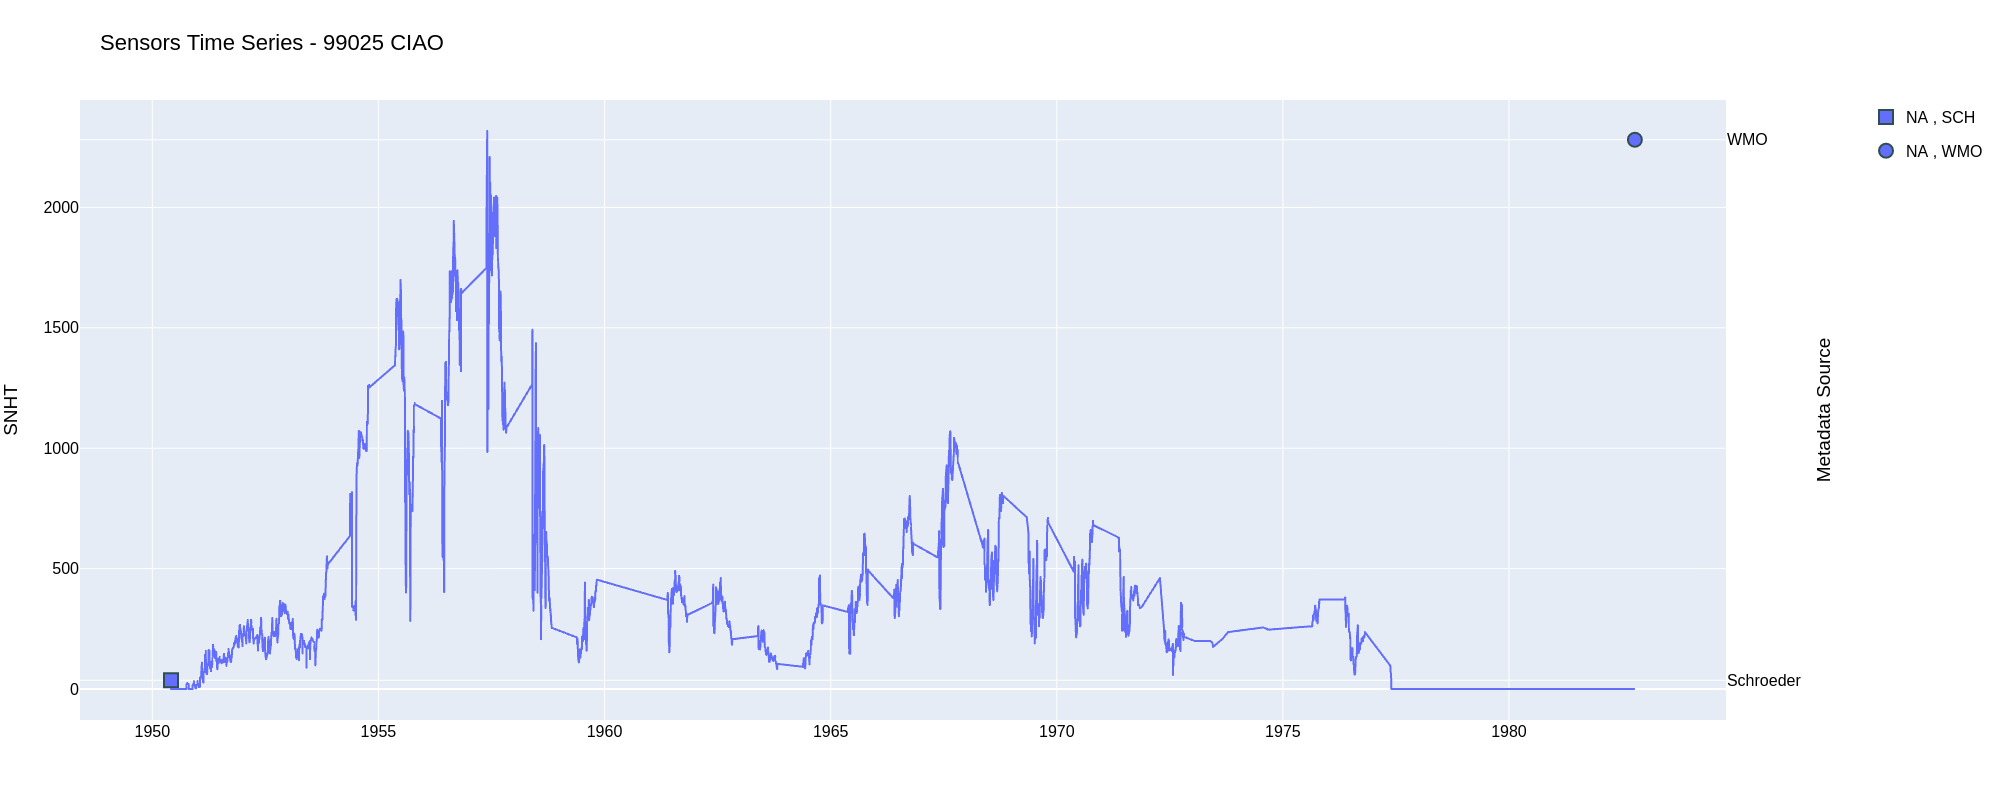 Sensors Time Series - 99025 CIAO
NA , SCH
NA , WMO
WMO
Schroeder
Metadata Source
SNHT
2000
1500
1000
500
0
1950 1955 1960 1965 1970 1975 1980